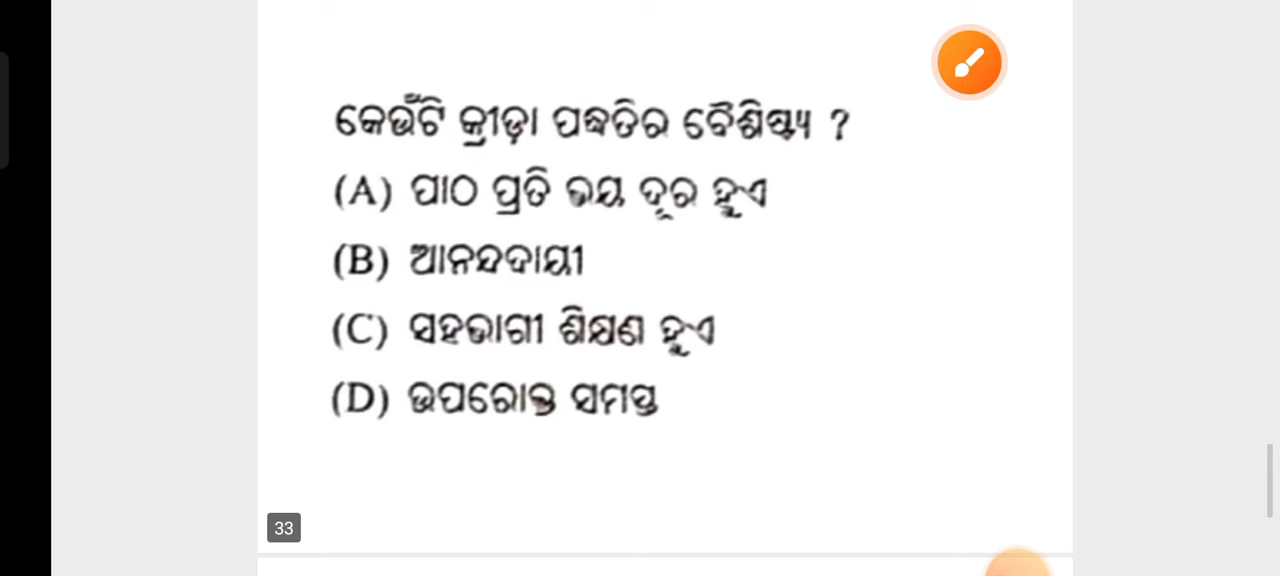 କେଉଁଟି କ୍ରୀଡ଼ା ପଦ୍ଧତିର ବୈଶିଷ୍ଟ୍ୟ ?
(A) ପାଠ ପ୍ରତି ଭୟ ଦୂର ହୁଏ
(B) ଆନନ୍ଦଦାୟୀ
(C) ସହଭାଗୀ ଶିକ୍ଷଣ ହୁଏ
(D) ଉପରୋକ୍ତ ସମସ୍ତ
33